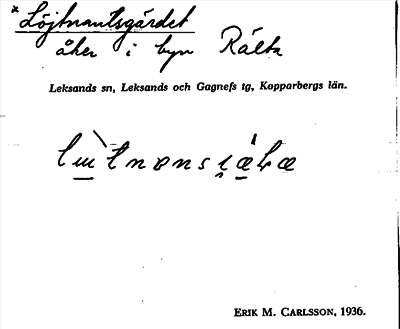 * Löjtnantsgärdet
åker i byn Rälta
Leksands sn, Leksands och Gagnefs tg, Kopparbergs län.
ERIK M. CARLSSON, 1936.